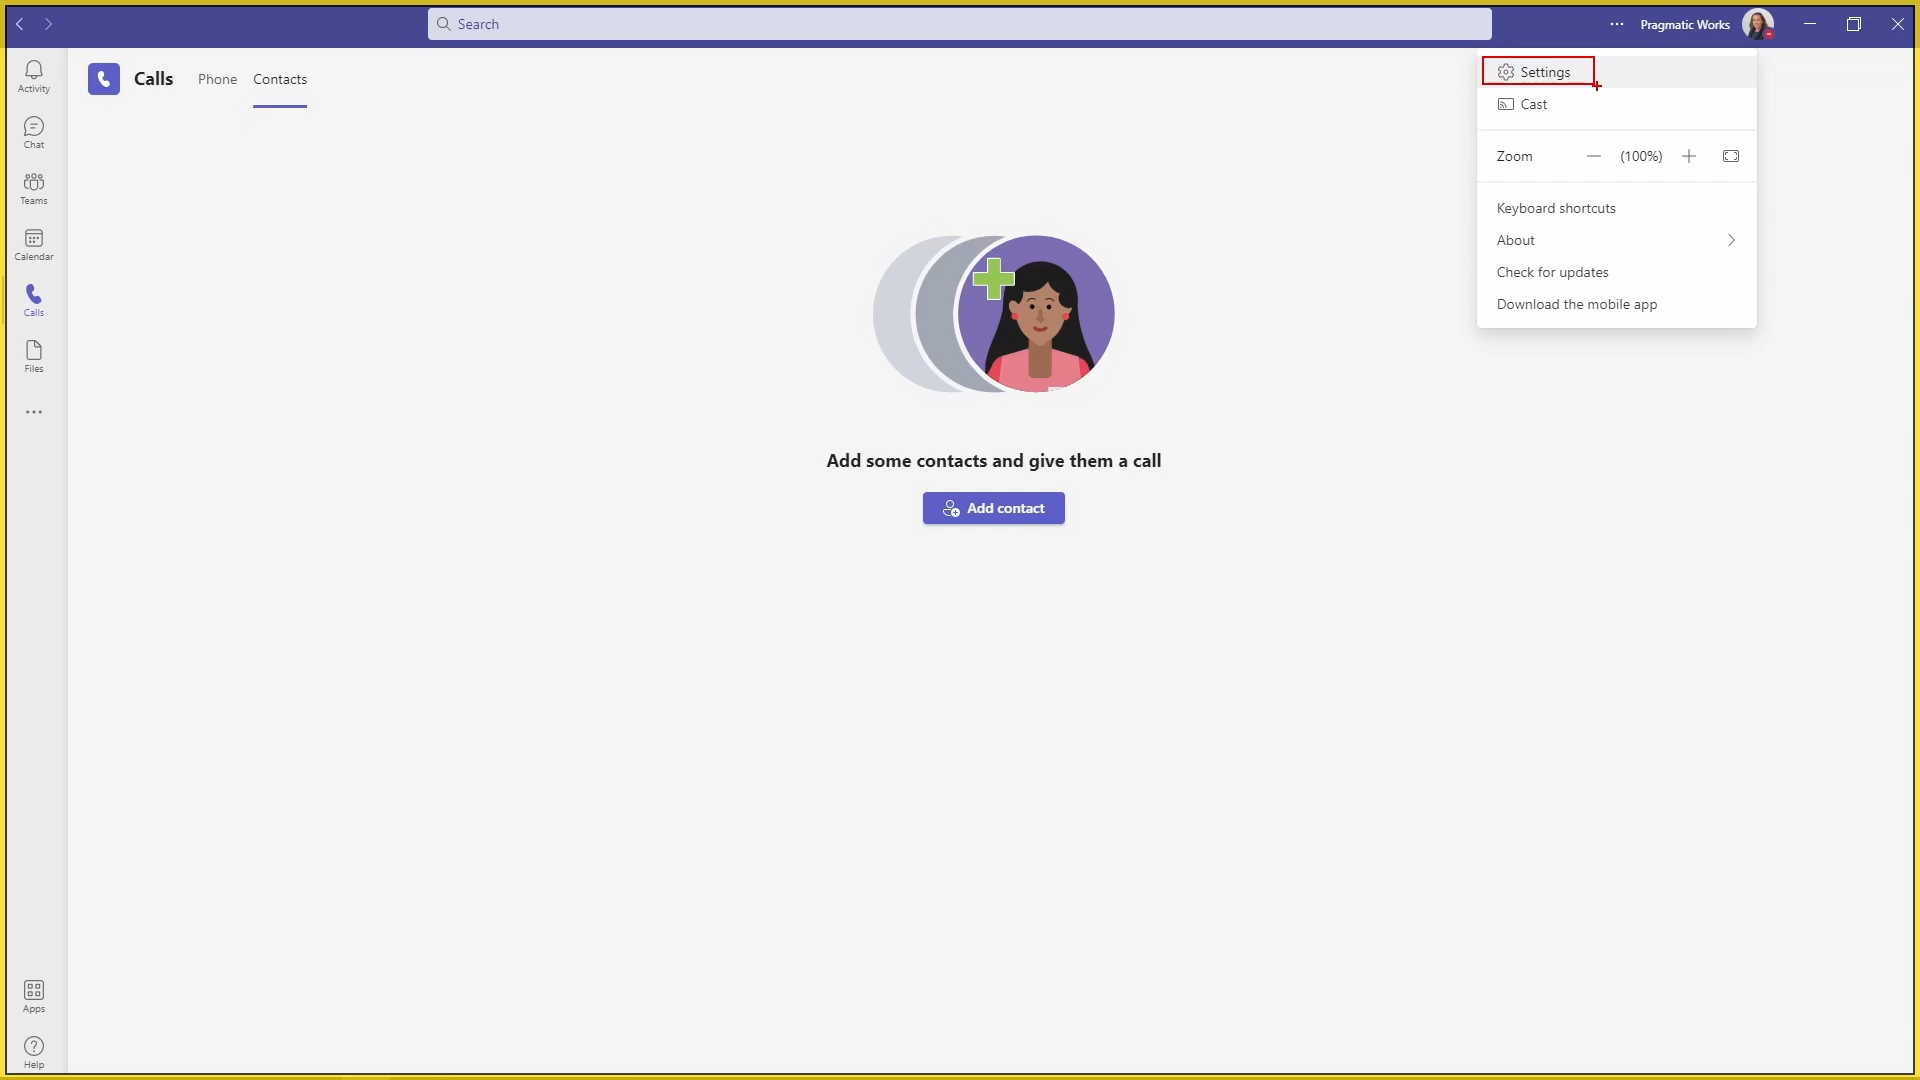 Search
Pragmatic Works
Activity
Chat
Teams
Calendar
Calls
Files
Apps
Help
Calls
Phone
Contacts
Settings
Cast
Zoom
(100%)
Keyboard shortcuts
About
Check for updates
Download the mobile app
Add some contacts and give them a call
Add contact